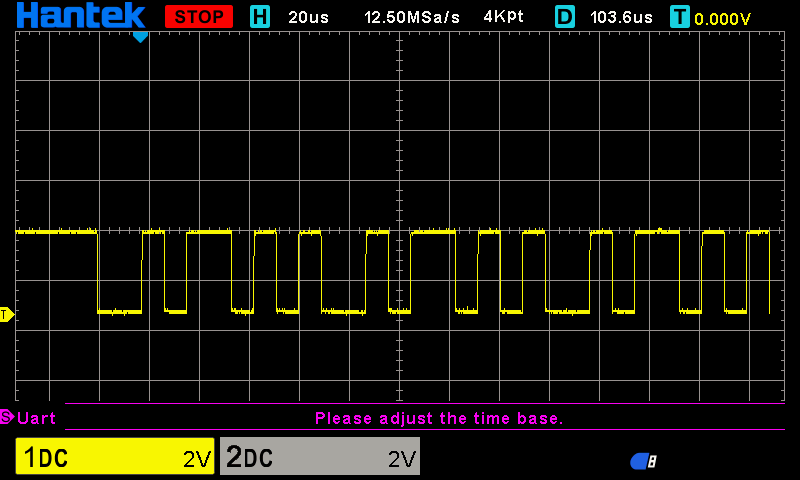 Hantek STOP H 20us 12.50MSa/s 4Kpt D 103.6us T 0.000V
T
S Uart Please adjust the time base.
1DC 2V 2DC 2V